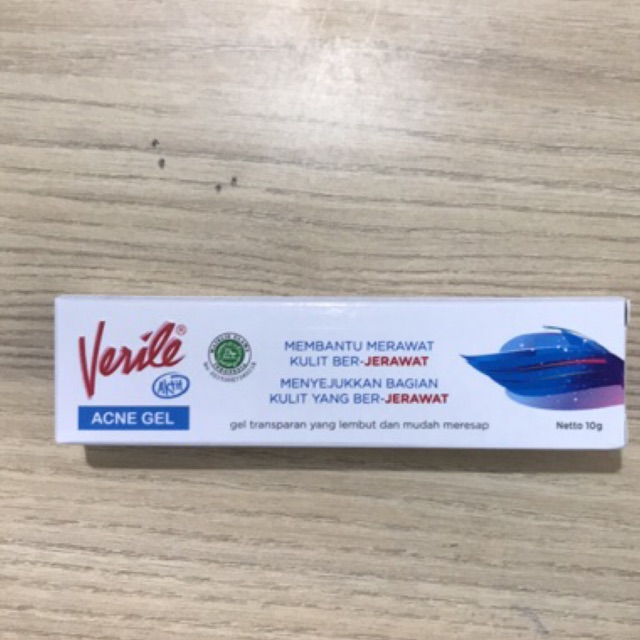 Verile®
Aktif
ACNE GEL
MEMBANTU MERAWAT
KULIT BER-JERAWAT
MENYEJUKKAN BAGIAN
KULIT YANG BER-JERAWAT
gel transparan yang lembut dan mudah meresap
Netto 10g